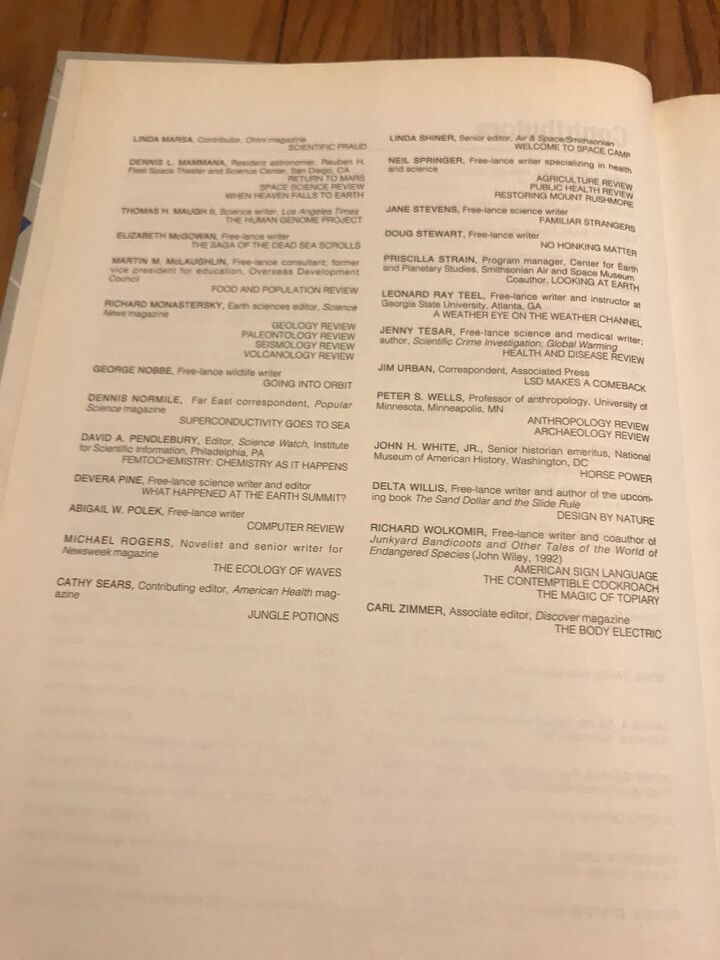 LINDA MARSA, Contributor, Omni magazine
SCIENTIFIC FRAUD
DENNIS L. MAMMANA, Resident astronomer, Reuben H.
Fleet Space Theater and Science Center, San Diego, CA
RETURN TO MARS
SPACE SCIENCE REVIEW
WHEN HEAVEN FALLS TO EARTH
THOMAS H. MAUGH II, Science writer, Los Angeles Times
THE HUMAN GENOME PROJECT
ELIZABETH McGOWAN, Free-lance writer
THE SAGA OF THE DEAD SEA SCROLLS
MARTIN M. McLAUGHLIN, Free-lance consultant; former
vice president for education, Overseas Development
Council
FOOD AND POPULATION REVIEW
RICHARD MONASTERSKY, Earth sciences editor, Science
News magazine
GEOLOGY REVIEW
PALEONTOLOGY REVIEW
SEISMOLOGY REVIEW
VOLCANOLOGY REVIEW
GEORGE NOBBE, Free-lance wildlife writer
GOING INTO ORBIT
DENNIS NORMILE, Far East correspondent, Popular
Science magazine
SUPERCONDUCTIVITY GOES TO SEA
DAVID A. PENDLEBURY, Editor, Science Watch, Institute
for Scientific Information, Philadelphia, PA
FEMTOCHEMISTRY: CHEMISTRY AS IT HAPPENS
DEVERA PINE, Free-lance science writer and editor
WHAT HAPPENED AT THE EARTH SUMMIT?
ABIGAIL W. POLEK, Free-lance writer
COMPUTER REVIEW
MICHAEL ROGERS, Novelist and senior writer for
Newsweek magazine
THE ECOLOGY OF WAVES
CATHY SEARS, Contributing editor, American Health mag-
azine
JUNGLE POTIONS
LINDA SHINER, Senior editor, Air & Space/Smithsonian
WELCOME TO SPACE CAMP
NEIL SPRINGER, Free-lance writer specializing in health
and science
AGRICULTURE REVIEW
PUBLIC HEALTH REVIEW
RESTORING MOUNT RUSHMORE
JANE STEVENS, Free-lance science writer
FAMILIAR STRANGERS
DOUG STEWART, Free-lance writer
NO HONKING MATTER
PRISCILLA STRAIN, Program manager, Center for Earth
and Planetary Studies, Smithsonian Air and Space Museum
Coauthor, LOOKING AT EARTH
LEONARD RAY TEEL, Free-lance writer and instructor at
Georgia State University, Atlanta, GA
A WEATHER EYE ON THE WEATHER CHANNEL
JENNY TESAR, Free-lance science and medical writer;
author, Scientific Crime Investigation; Global Warming
HEALTH AND DISEASE REVIEW
JIM URBAN, Correspondent, Associated Press
LSD MAKES A COMEBACK
PETER S. WELLS, Professor of anthropology, University of
Minnesota, Minneapolis, MN
ANTHROPOLOGY REVIEW
ARCHAEOLOGY REVIEW
JOHN H. WHITE, JR., Senior historian emeritus, National
Museum of American History, Washington, DC
HORSE POWER
DELTA WILLIS, Free-lance writer and author of the upcom-
ing book The Sand Dollar and the Slide Rule
DESIGN BY NATURE
RICHARD WOLKOMIR, Free-lance writer and coauthor of
Junkyard Bandicoots and Other Tales of the World of
Endangered Species (John Wiley, 1992)
AMERICAN SIGN LANGUAGE
THE CONTEMPTIBLE COCKROACH
THE MAGIC OF TOPIARY
CARL ZIMMER, Associate editor, Discover magazine
THE BODY ELECTRIC